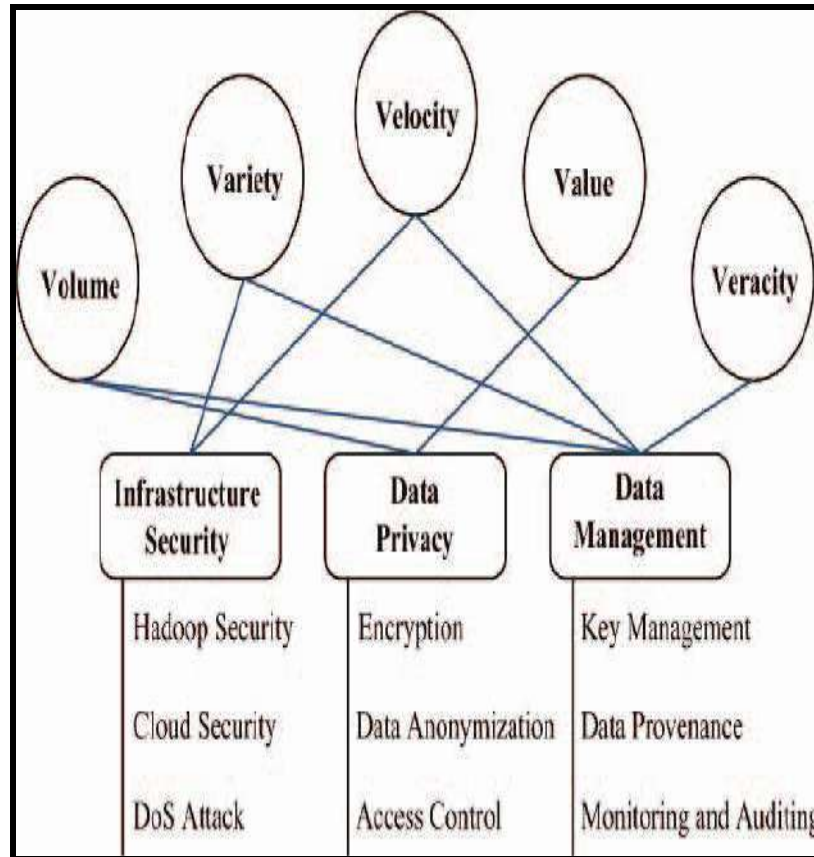 Velocity
Variety
Value
Volume
Veracity
Infrastructure
Security
Data
Privacy
Data
Management
Hadoop Security
Cloud Security
DoS Attack
Encryption
Data Anonymization
Access Control
Key Management
Data Provenance
Monitoring and Auditing